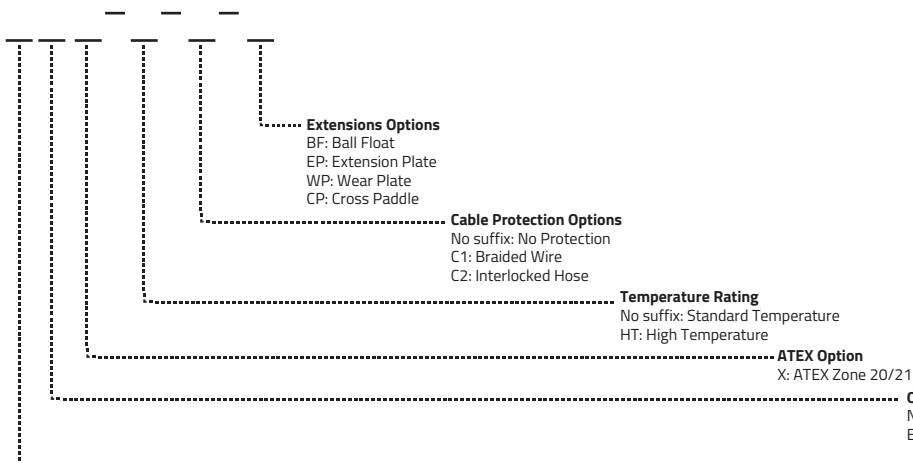 Extensions Options
BF: Ball Float
EP: Extension Plate
WP: Wear Plate
CP: Cross Paddle
Cable Protection Options
No suffix: No Protection
C1: Braided Wire
C2: Interlocked Hose
Temperature Rating
No suffix: Standard Temperature
HT: High Temperature
ATEX Option
X: ATEX Zone 20/21